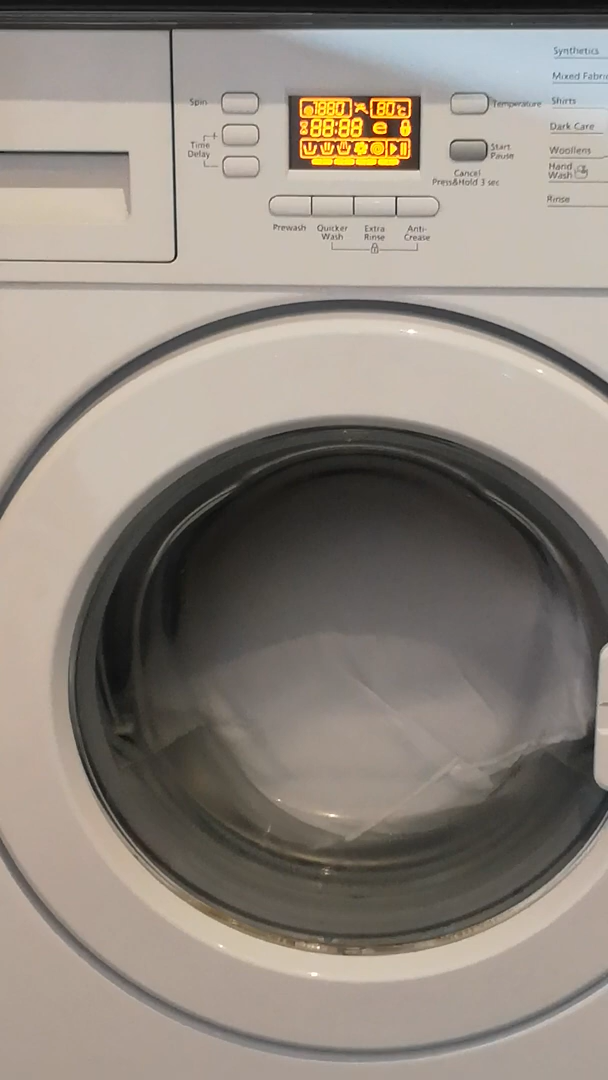 Spin
Time
Delay
+
-
1880
80°c
88:88
e
Temperature
Start
Pause
Cancel
Press&Hold 3 sec
Prewash
Quicker
Wash
Extra
Rinse
Anti-
Crease
Synthetics
Mixed Fabric
Shirts
Dark Care
Woollens
Hand
Wash
Rinse